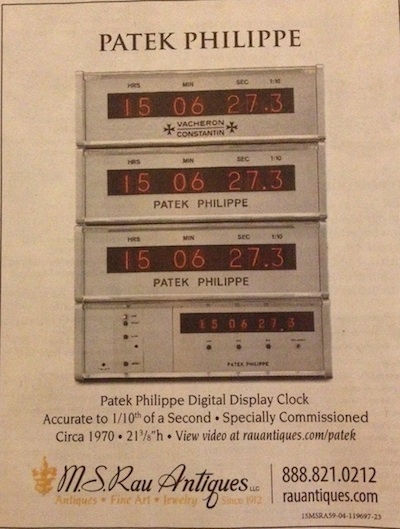 PATEK PHILIPPE
HRS MIN SEC 1:10
15 06 27.3
VACHERON
CONSTANTIN
HRS MIN SEC 1:10
15 06 27.3
PATEK PHILIPPE
HRS MIN SEC 1:10
15 06 27.3
PATEK PHILIPPE
15 06 27.3
PATEK PHILIPPE
Patek Philippe Digital Display Clock
Accurate to 1/10th of a Second • Specially Commissioned
Circa 1970 • 21⅜"h • View video at rauantiques.com/patek
M.S. Rau Antiques LLC
Antiques • Fine Art • Jewelry Since 1912
888.821.0212
rauantiques.com
15MSRA59-04-119697-23